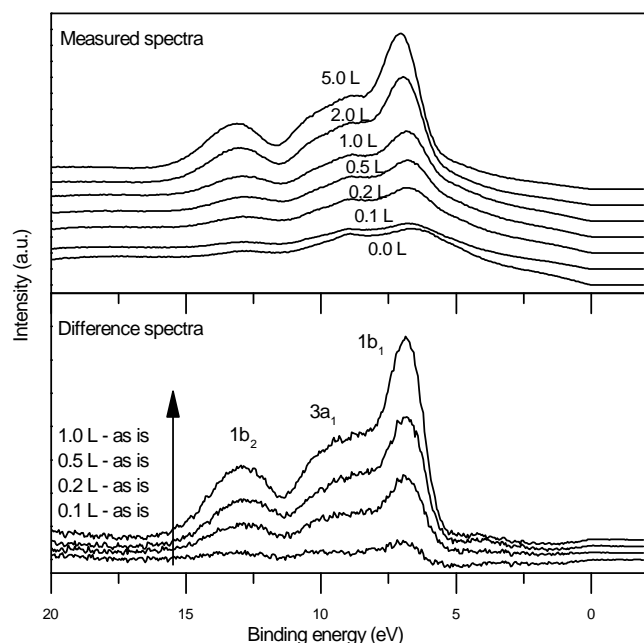 Measured spectra
5.0 L
2.0 L
1.0 L
0.5 L
0.2 L
0.1 L
0.0 L
Intensity (a.u.)
Difference spectra
1b₁
3a₁
1b₂
1.0 L - as is
0.5 L - as is
0.2 L - as is
0.1 L - as is
20 15 10 5 0
Binding energy (eV)